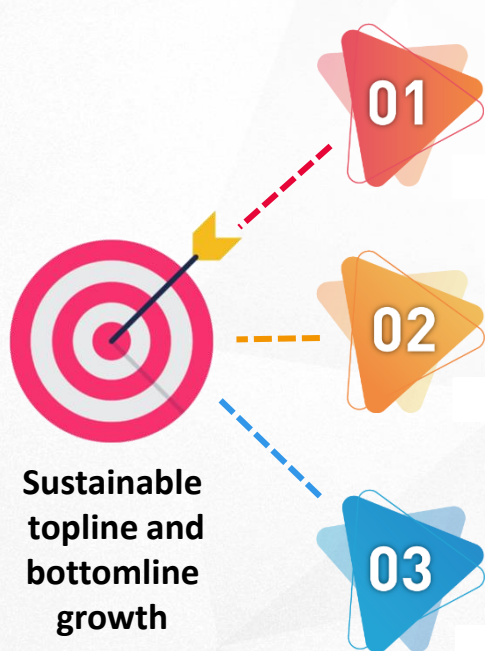 01
02
Sustainable
topline and
bottomline
growth
03